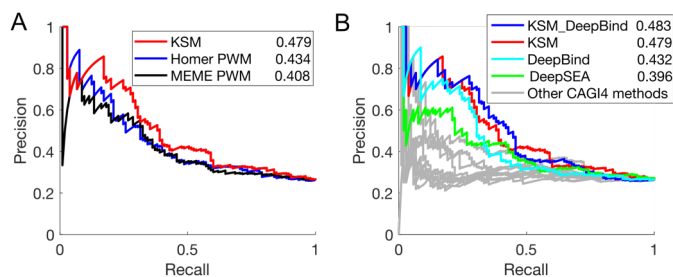 A
KSM 0.479
Homer PWM 0.434
MEME PWM 0.408
Precision
1
0.8
0.6
0.4
0.2
0
0 0.5 1
Recall
B
KSM_DeepBind 0.483
KSM 0.479
DeepBind 0.432
DeepSEA 0.396
Other CAGI4 methods
Precision
1
0.8
0.6
0.4
0.2
0
0 0.5 1
Recall